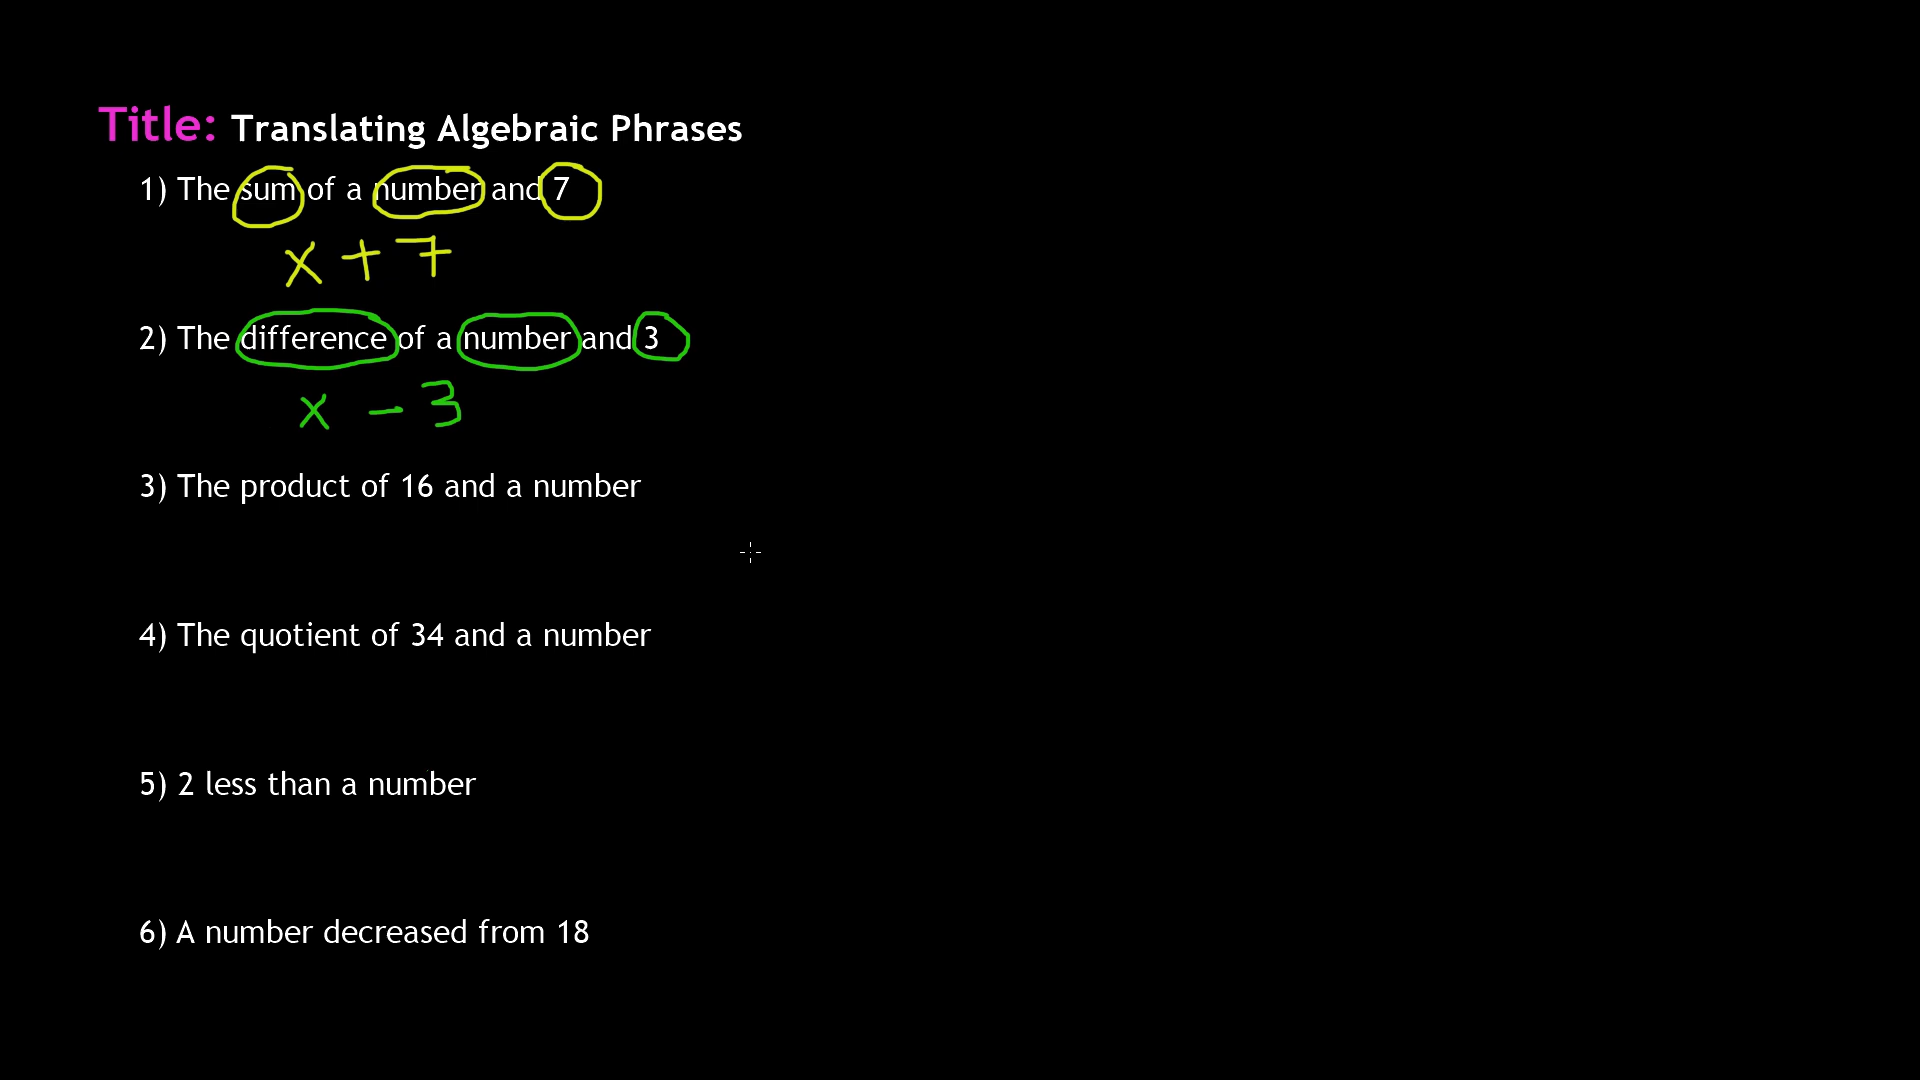 Title: Translating Algebraic Phrases
1) The sum of a number and 7
x + 7
2) The difference of a number and 3
x - 3
3) The product of 16 and a number
4) The quotient of 34 and a number
5) 2 less than a number
6) A number decreased from 18